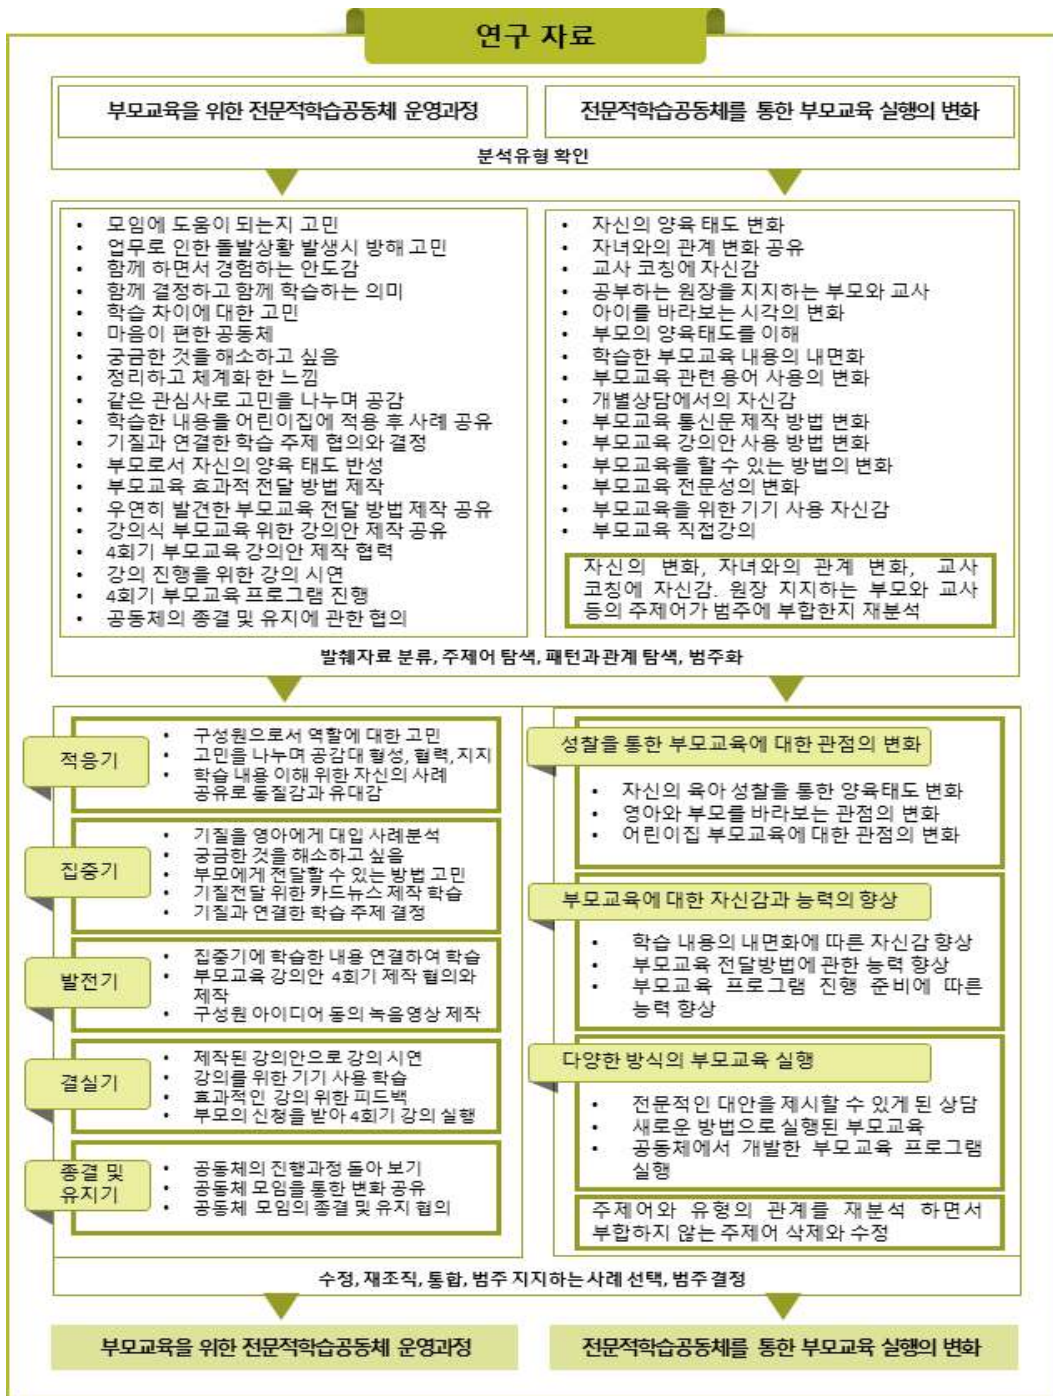 연구 자료
부모교육을 위한 전문적학습공동체 운영과정
전문적학습공동체를 통한 부모교육 실행의 변화
분석유형 확인
• 모임에 도움이 되는지 고민
• 업무로 인한 돌발상황 발생시 방해 고민
• 함께 하면서 경험하는 안도감
• 함께 결정하고 함께 학습하는 의미
• 학습 차이에 대한 고민
• 마음이 편한 공동체
• 궁금한 것을 해소하고 싶음
• 정리하고 체계화 한 느낌
• 같은 관심사로 고민을 나누며 공감
• 학습한 내용을 어린이집에 적용 후 사례 공유
• 기질과 연결한 학습 주제 협의와 결정
• 부모로서 자신의 양육 태도 반성
• 부모교육 효과적 전달 방법 제작
• 우연히 발견한 부모교육 전달 방법 제작 공유
• 강의식 부모교육 위한 강의안 제작 공유
• 4회기 부모교육 강의안 제작 협력
• 강의 진행을 위한 강의 시연
• 4회기 부모교육 프로그램 진행
• 공동체의 종결 및 유지에 관한 협의
• 자신의 양육 태도 변화
• 자녀와의 관계 변화 공유
• 교사 코칭에 자신감
• 공부하는 원장을 지지하는 부모와 교사
• 아이를 바라보는 시각의 변화
• 부모의 양육태도를 이해
• 학습한 부모교육 내용의 내면화
• 부모교육 관련 용어 사용의 변화
• 개별상담에서의 자신감
• 부모교육 통신문 제작 방법 변화
• 부모교육 강의안 사용 방법 변화
• 부모교육을 할 수 있는 방법의 변화
• 부모교육 전문성의 변화
• 부모교육을 위한 기기 사용 자신감
• 부모교육 직접강의
자신의 변화, 자녀와의 관계 변화, 교사
코칭에 자신감. 원장 지지하는 부모와 교사
등의 주제어가 범주에 부합한지 재분석
발췌자료 분류, 주제어 탐색, 패턴과 관계 탐색, 범주화
적응기
• 구성원으로서 역할에 대한 고민
• 고민을 나누며 공감대 형성, 협력, 지지
• 학습 내용 이해 위한 자신의 사례
공유로 동질감과 유대감
집중기
• 기질을 영아에게 대입 사례분석
• 궁금한 것을 해소하고 싶음
• 부모에게 전달할 수 있는 방법 고민
• 기질전달 위한 카드뉴스 제작 학습
• 기질과 연결한 학습 주제 결정
발전기
• 집중기에 학습한 내용 연결하여 학습
• 부모교육 강의안 4회기 제작 협의와
제작
• 구성원 아이디어 동의 녹음영상 제작
결실기
• 제작된 강의안으로 강의 시연
• 강의를 위한 기기 사용 학습
• 효과적인 강의 위한 피드백
• 부모의 신청을 받아 4회기 강의 실행
종결 및
유지기
• 공동체의 진행과정 돌아 보기
• 공동체 모임을 통한 변화 공유
• 공동체 모임의 종결 및 유지 협의
성찰을 통한 부모교육에 대한 관점의 변화
• 자신의 육아 성찰을 통한 양육태도 변화
• 영아와 부모를 바라보는 관점의 변화
• 어린이집 부모교육에 대한 관점의 변화
부모교육에 대한 자신감과 능력의 향상
• 학습 내용의 내면화에 따른 자신감 향상
• 부모교육 전달방법에 관한 능력 향상
• 부모교육 프로그램 진행 준비에 따른
능력 향상
다양한 방식의 부모교육 실행
• 전문적인 대안을 제시할 수 있게 된 상담
• 새로운 방법으로 실행된 부모교육
• 공동체에서 개발한 부모교육 프로그램
실행
주제어와 유형의 관계를 재분석 하면서
부합하지 않는 주제어 삭제와 수정
수정, 재조직, 통합, 범주 지지하는 사례 선택, 범주 결정
부모교육을 위한 전문적학습공동체 운영과정
전문적학습공동체를 통한 부모교육 실행의 변화